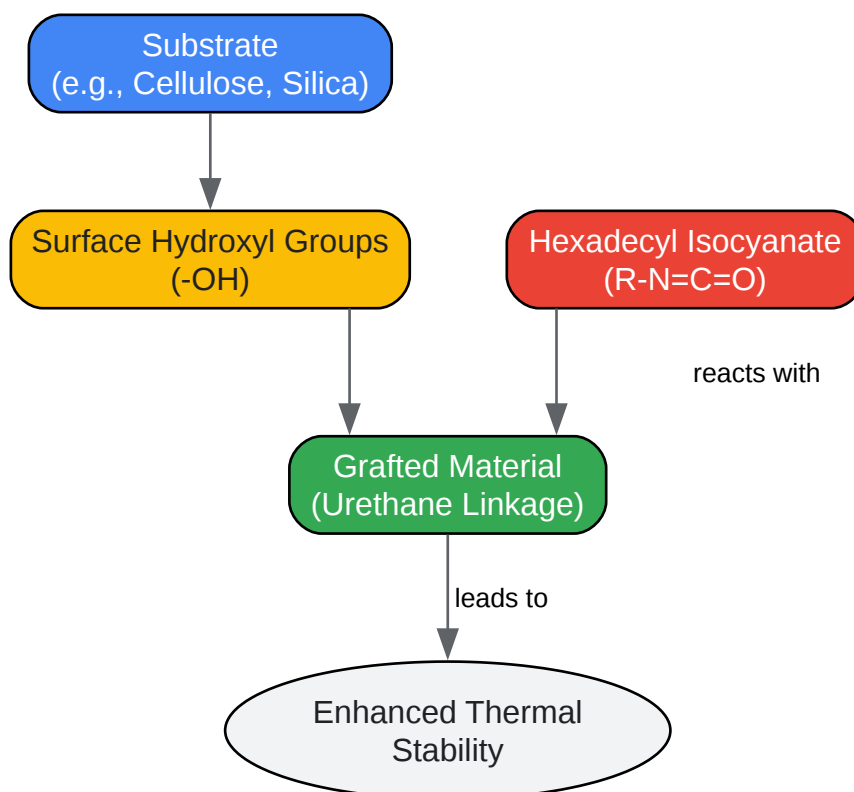 Substrate
(e.g., Cellulose, Silica)
Surface Hydroxyl Groups
(-OH)
Hexadecyl Isocyanate
(R-N=C=O)
reacts with
Grafted Material
(Urethane Linkage)
leads to
Enhanced Thermal
Stability